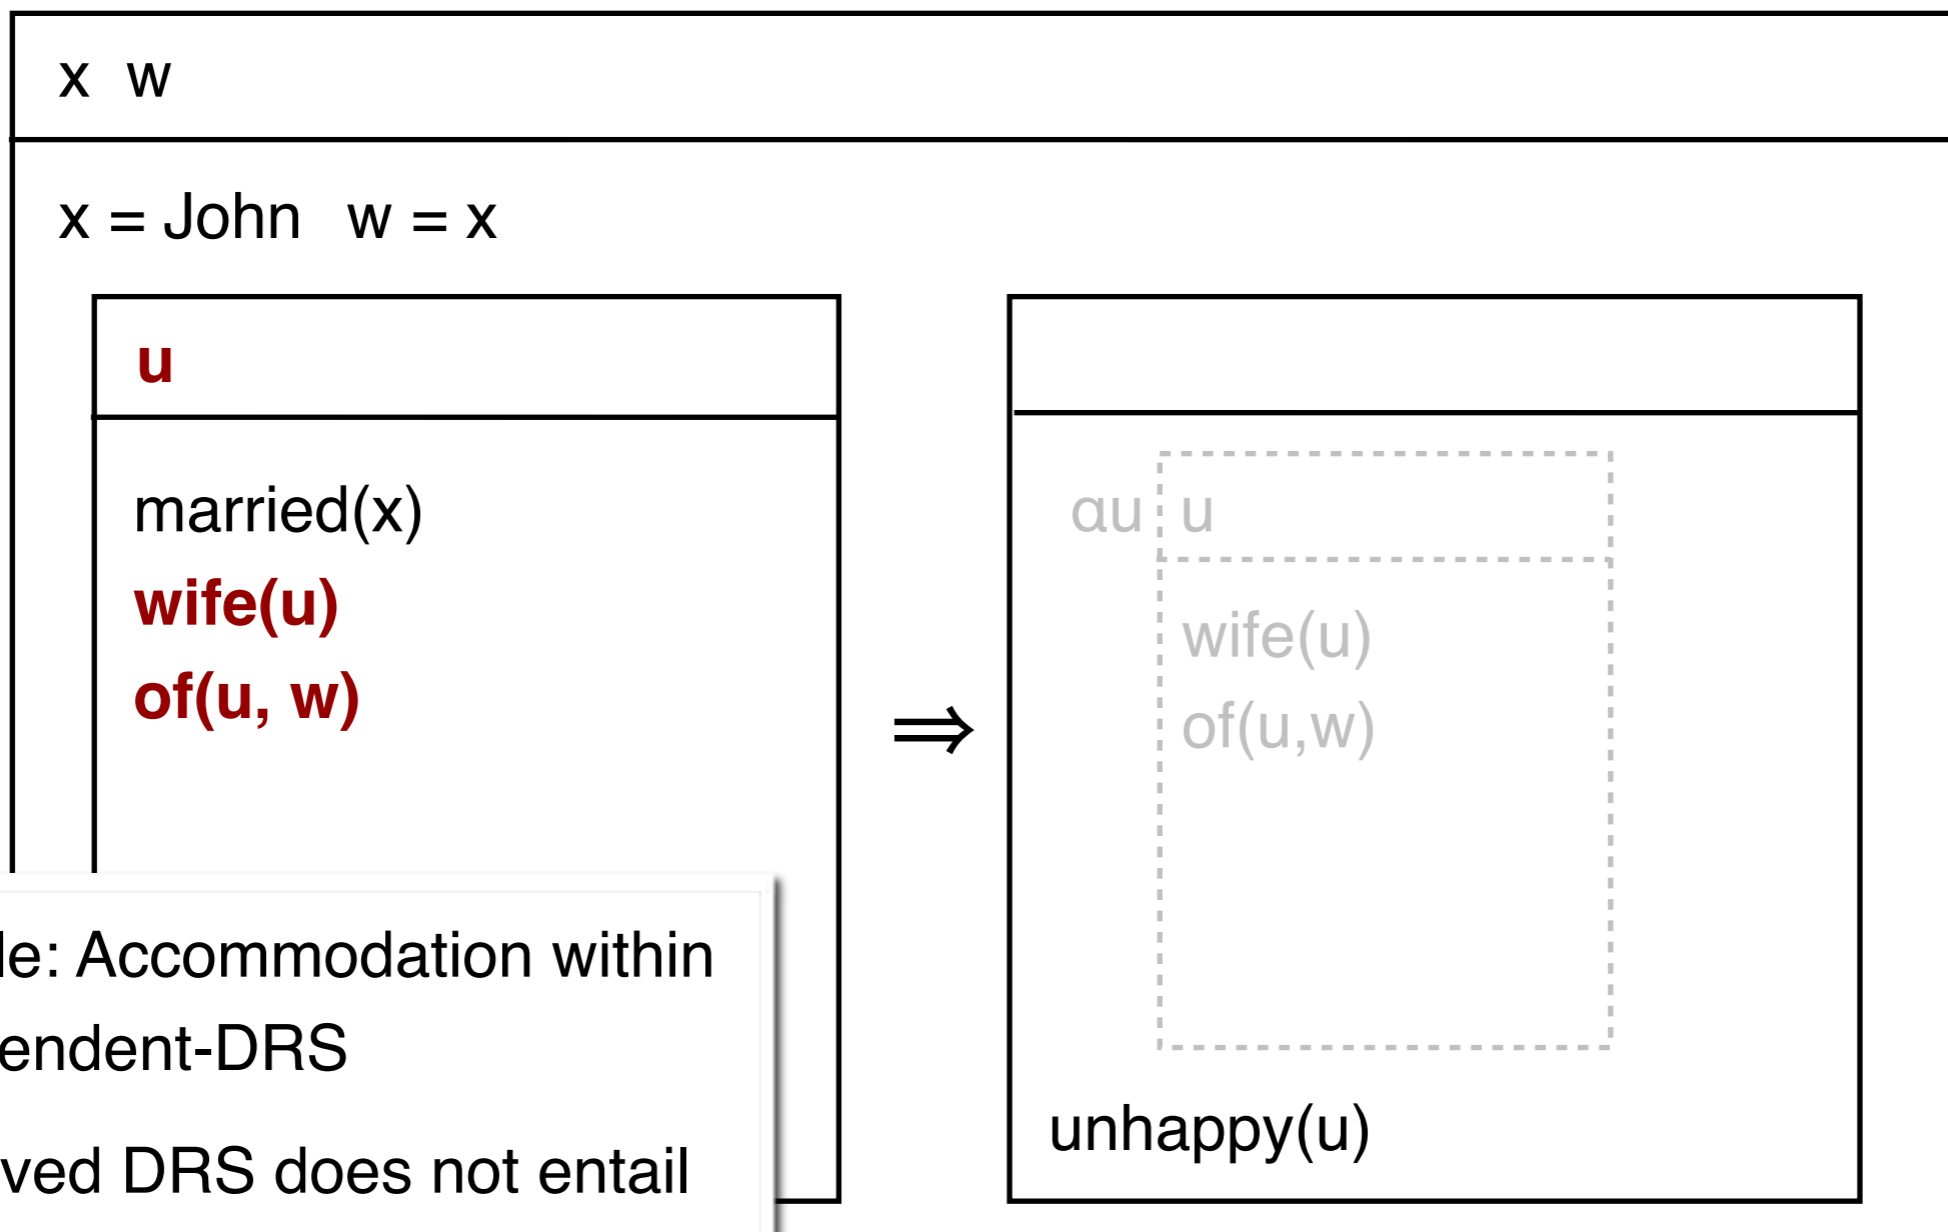 x w
x = John w = x
u
married(x)
wife(u)
of(u, w)
⇒
αu u
wife(u)
of(u,w)
unhappy(u)
le: Accommodation within
endent-DRS
ved DRS does not entail